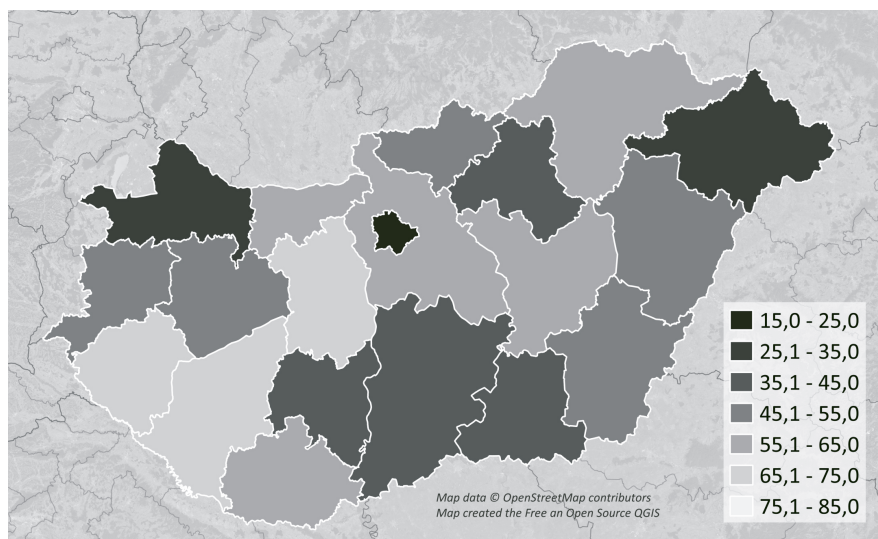 15,0 - 25,0
25,1 - 35,0
35,1 - 45,0
45,1 - 55,0
55,1 - 65,0
65,1 - 75,0
75,1 - 85,0
Map data © OpenStreetMap contributors
Map created the Free an Open Source QGIS